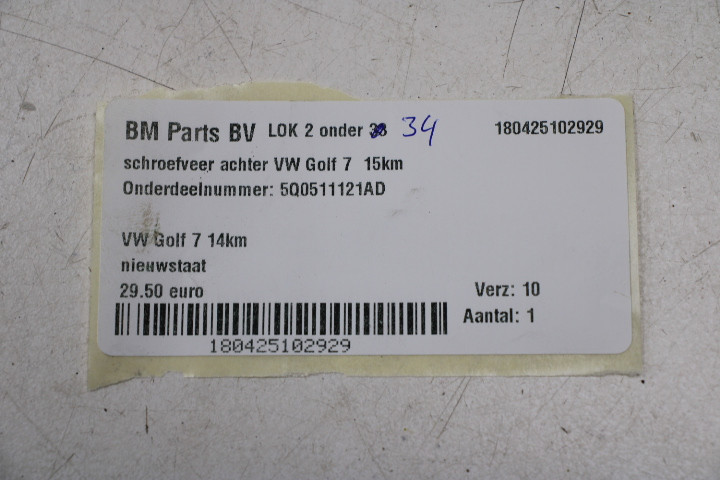 BM Parts BV LOK 2 onder 34 180425102929
schroefveer achter VW Golf 7 15km
Onderdeelnummer: 5Q0511121AD
VW Golf 7 14km
nieuwstaat
29.50 euro Verz: 10
Aantal: 1
180425102929